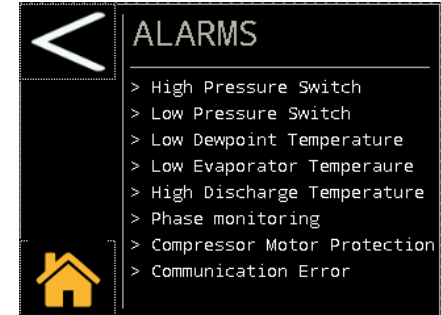 ALARMS
> High Pressure Switch
> Low Pressure Switch
> Low Dewpoint Temperature
> Low Evaporator Temperaure
> High Discharge Temperature
> Phase monitoring
> Compressor Motor Protection
> Communication Error